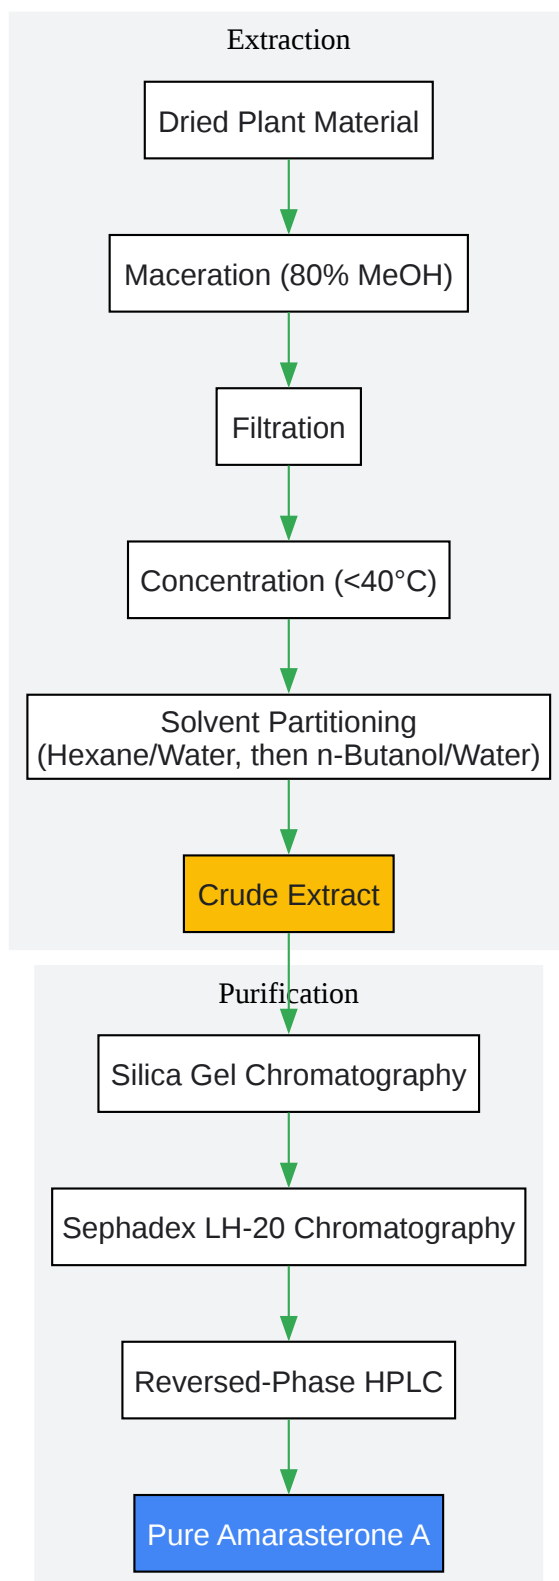 Extraction
Dried Plant Material
Maceration (80% MeOH)
Filtration
Concentration (<40°C)
Solvent Partitioning
(Hexane/Water, then n-Butanol/Water)
Crude Extract
Purification
Silica Gel Chromatography
Sephadex LH-20 Chromatography
Reversed-Phase HPLC
Pure Amarasterone A